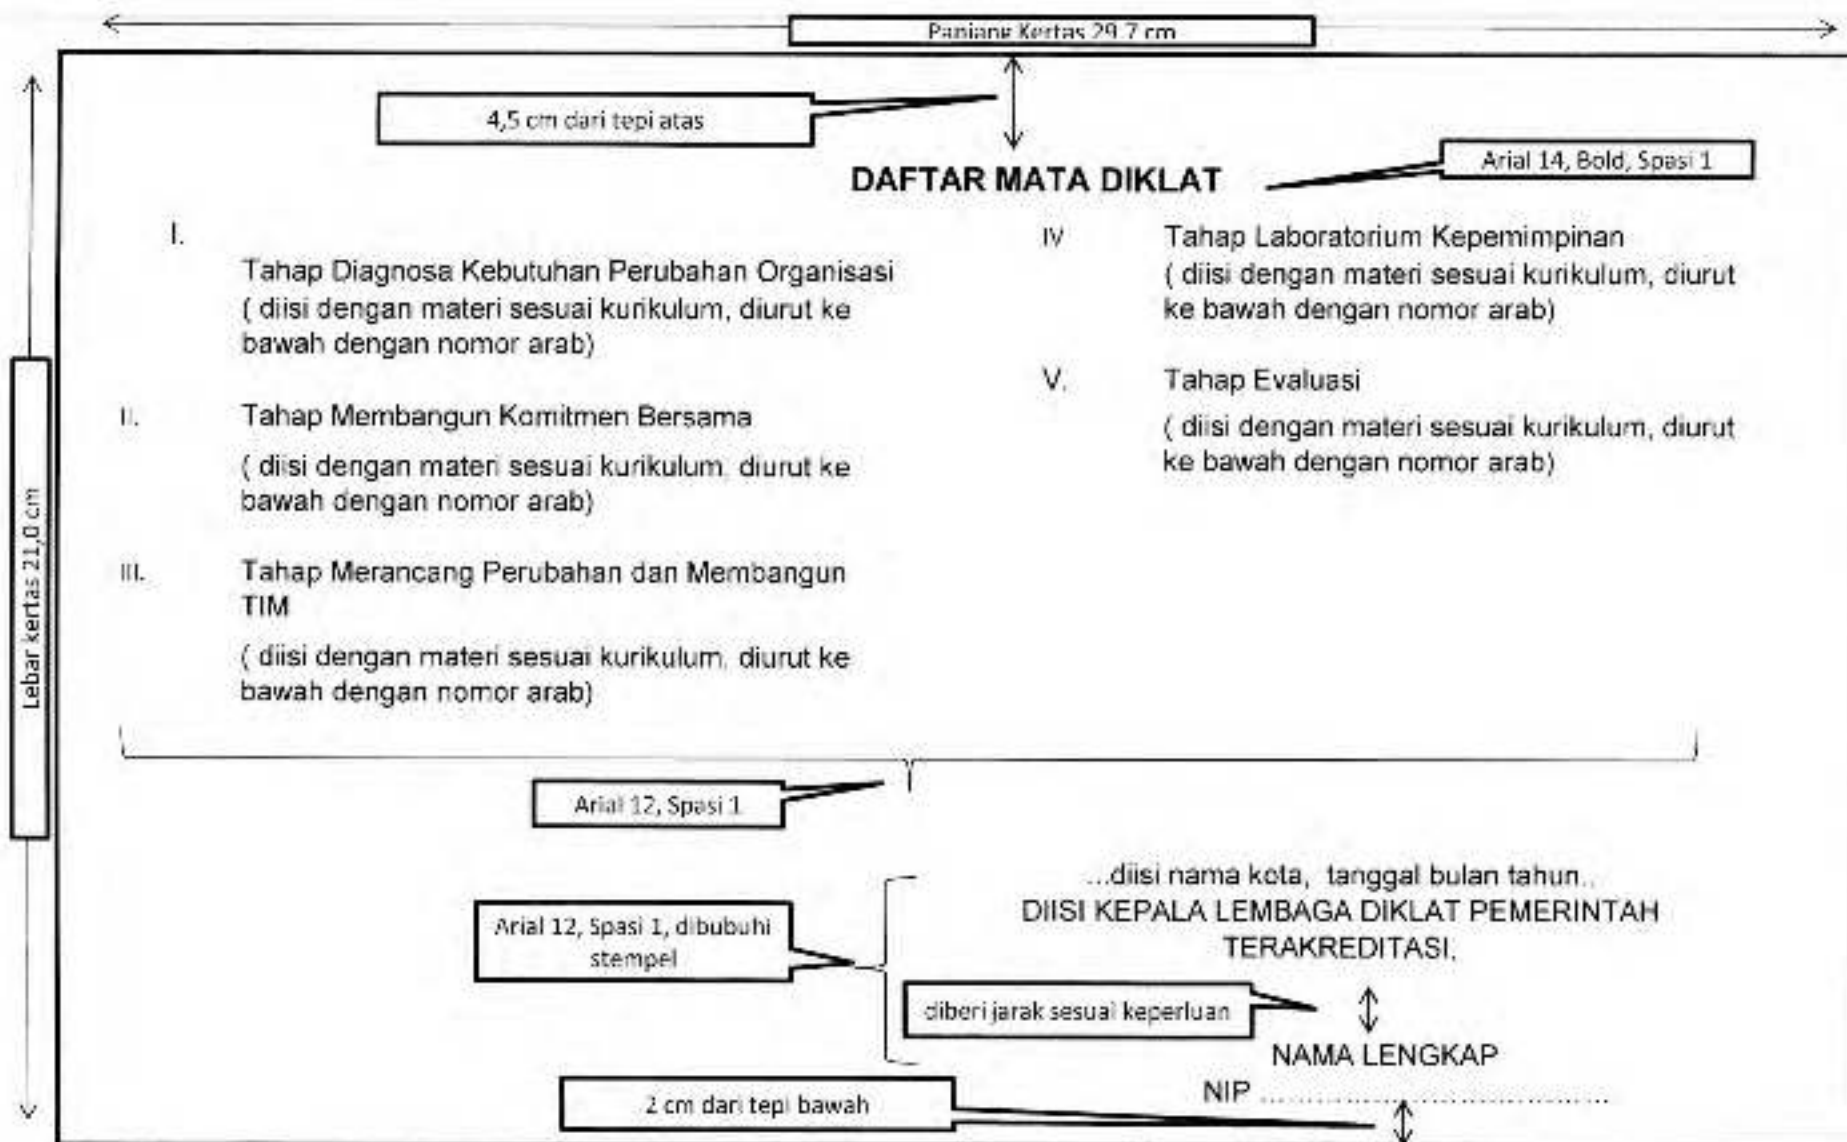 Panjang Kertas 29.7 cm
4,5 cm dari tepi atas
Arial 14, Bold, Spasi 1
DAFTAR MATA DIKLAT
I.
Tahap Diagnosa Kebutuhan Perubahan Organisasi
( diisi dengan materi sesuai kurikulum, diurut ke
bawah dengan nomor arab)
II. Tahap Membangun Komitmen Bersama
( diisi dengan materi sesuai kurikulum, diurut ke
bawah dengan nomor arab)
III. Tahap Merancang Perubahan dan Membangun
TIM
( diisi dengan materi sesuai kurikulum, diurut ke
bawah dengan nomor arab)
IV Tahap Laboratorium Kepemimpinan
( diisi dengan materi sesuai kurikulum, diurut
ke bawah dengan nomor arab)
V. Tahap Evaluasi
( diisi dengan materi sesuai kurikulum, diurut
ke bawah dengan nomor arab)
Lebar kertas 21,0 cm
Arial 12, Spasi 1
...diisi nama kota, tanggal bulan tahun..
DIISI KEPALA LEMBAGA DIKLAT PEMERINTAH
TERAKREDITASI.
Arial 12, Spasi 1, dibubuhi
stempel
diberi jarak sesuai keperluan
NAMA LENGKAP
NIP ........................................
2 cm dari tepi bawah